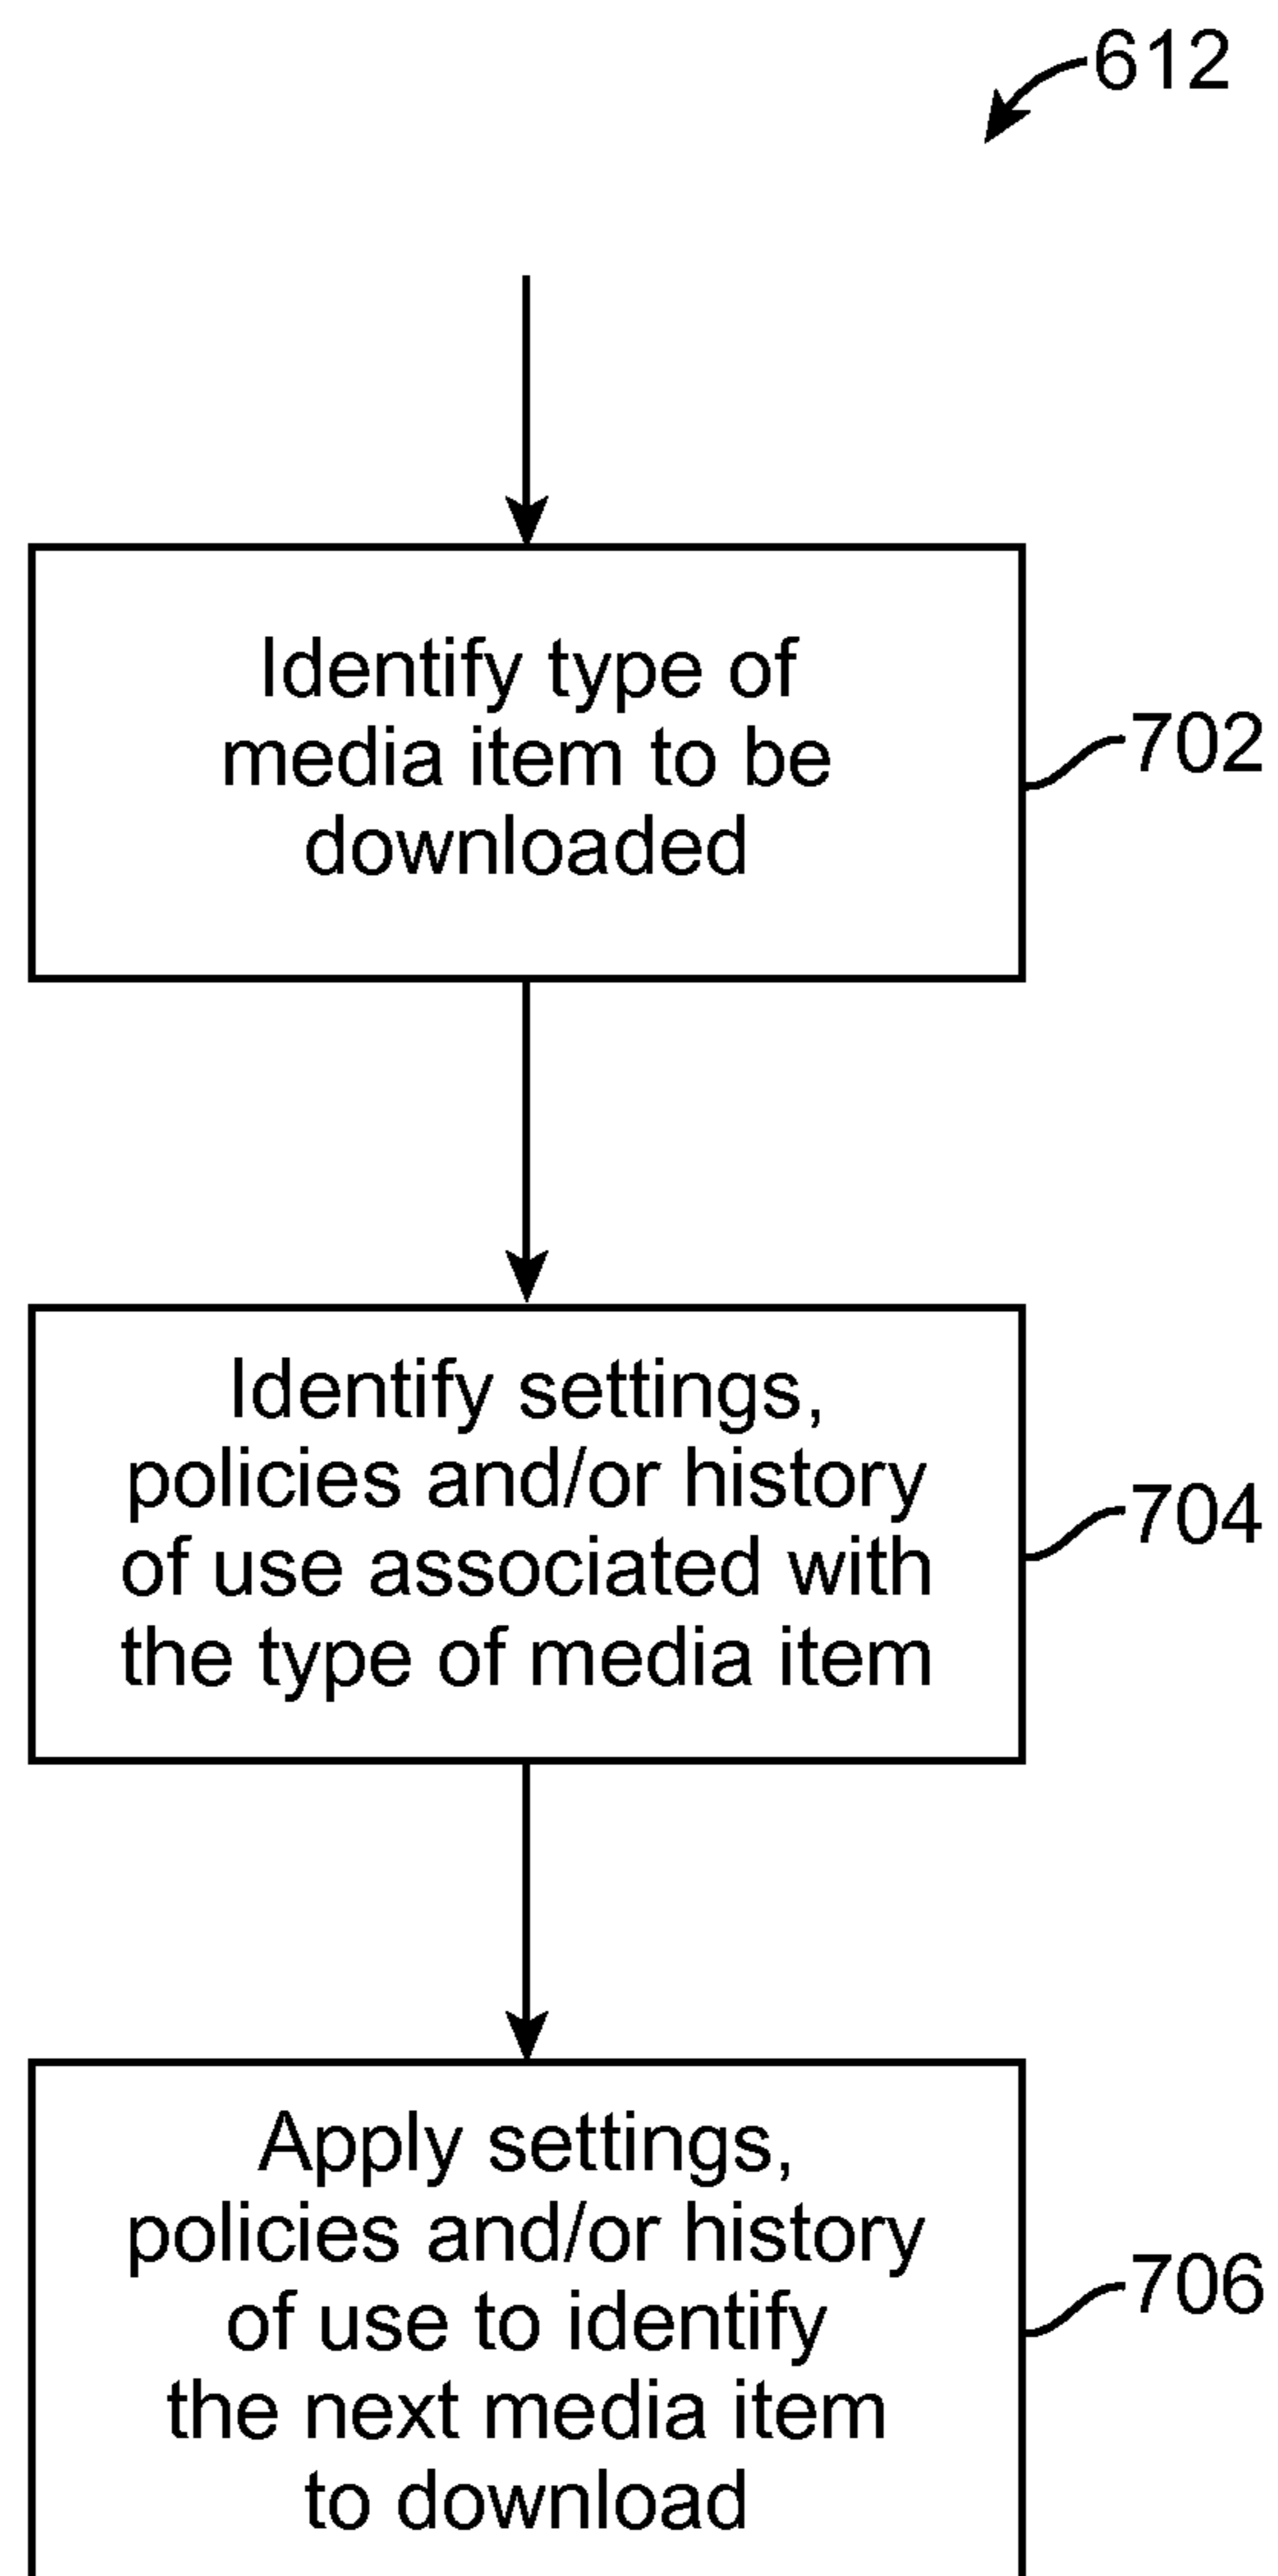 612
Identify type of
media item to be
downloaded
702
Identify settings,
policies and/or history
of use associated with
the type of media item
704
Apply settings,
policies and/or history
of use to identify
the next media item
to download
706